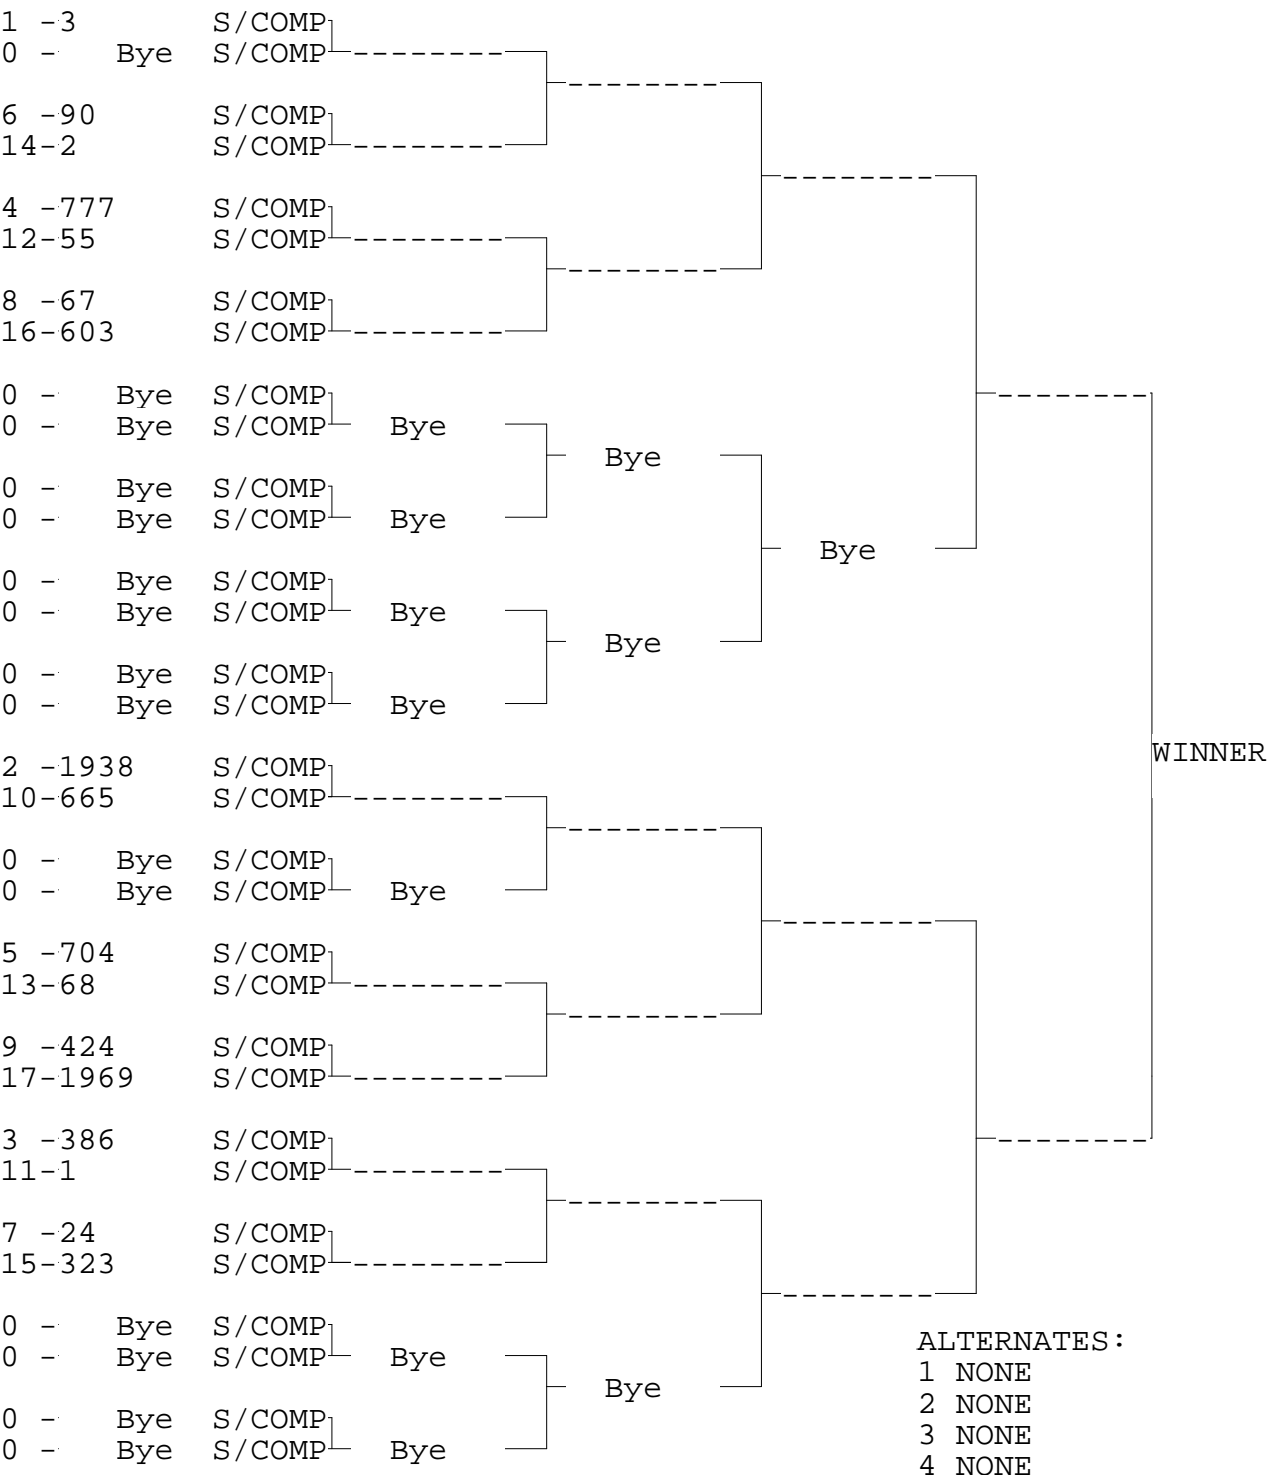 1 -3 S/COMP
0 - Bye S/COMP
6 -90 S/COMP
14-2 S/COMP
4 -777 S/COMP
12-55 S/COMP
8 -67 S/COMP
16-603 S/COMP
0 - Bye S/COMP
0 - Bye S/COMP Bye
Bye
0 - Bye S/COMP
0 - Bye S/COMP Bye
Bye
0 - Bye S/COMP
0 - Bye S/COMP Bye
Bye
0 - Bye S/COMP
0 - Bye S/COMP Bye
WINNER
2 -1938 S/COMP
10-665 S/COMP
0 - Bye S/COMP
0 - Bye S/COMP Bye
5 -704 S/COMP
13-68 S/COMP
9 -424 S/COMP
17-1969 S/COMP
3 -386 S/COMP
11-1 S/COMP
7 -24 S/COMP
15-323 S/COMP
0 - Bye S/COMP
0 - Bye S/COMP Bye
Bye
0 - Bye S/COMP
0 - Bye S/COMP Bye
ALTERNATES:
1 NONE
2 NONE
3 NONE
4 NONE